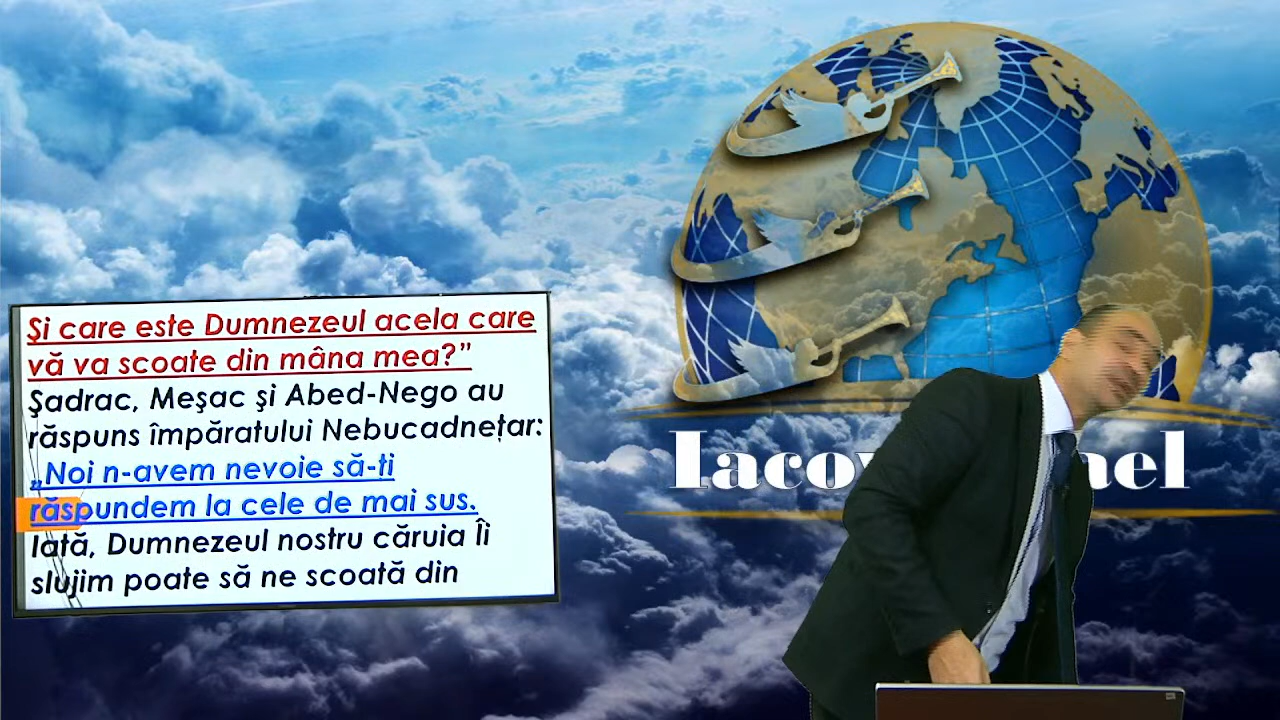 Şi care este Dumnezeul acela care
vă va scoate din mâna mea?”
Şadrac, Meşac şi Abed-Nego au
răspuns împăratului Nebucadneţar:
„Noi n-avem nevoie să-ţi
răspundem la cele de mai sus.
Iată, Dumnezeul nostru căruia Îi
slujim poate să ne scoată din